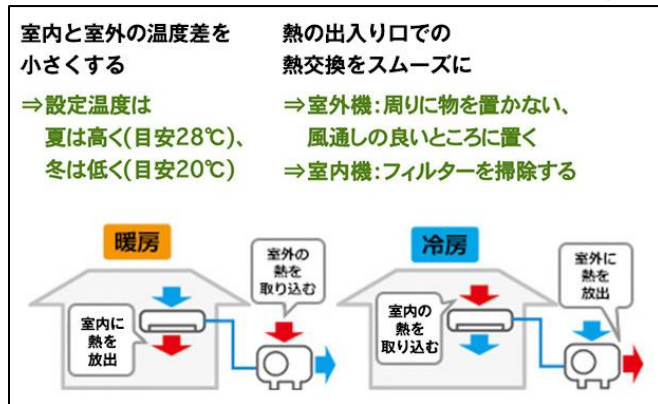 室内と室外の温度差を
小さくする
⇒設定温度は
夏は高く(目安28℃)、
冬は低く(目安20℃)
熱の出入り口での
熱交換をスムーズに
⇒室外機:周りに物を置かない、
風通しの良いところに置く
⇒室内機:フィルターを掃除する
暖房
室外の
熱を
取り込む
室内に
熱を
放出
冷房
室外に
熱を
放出
室内の
熱を
取り込む